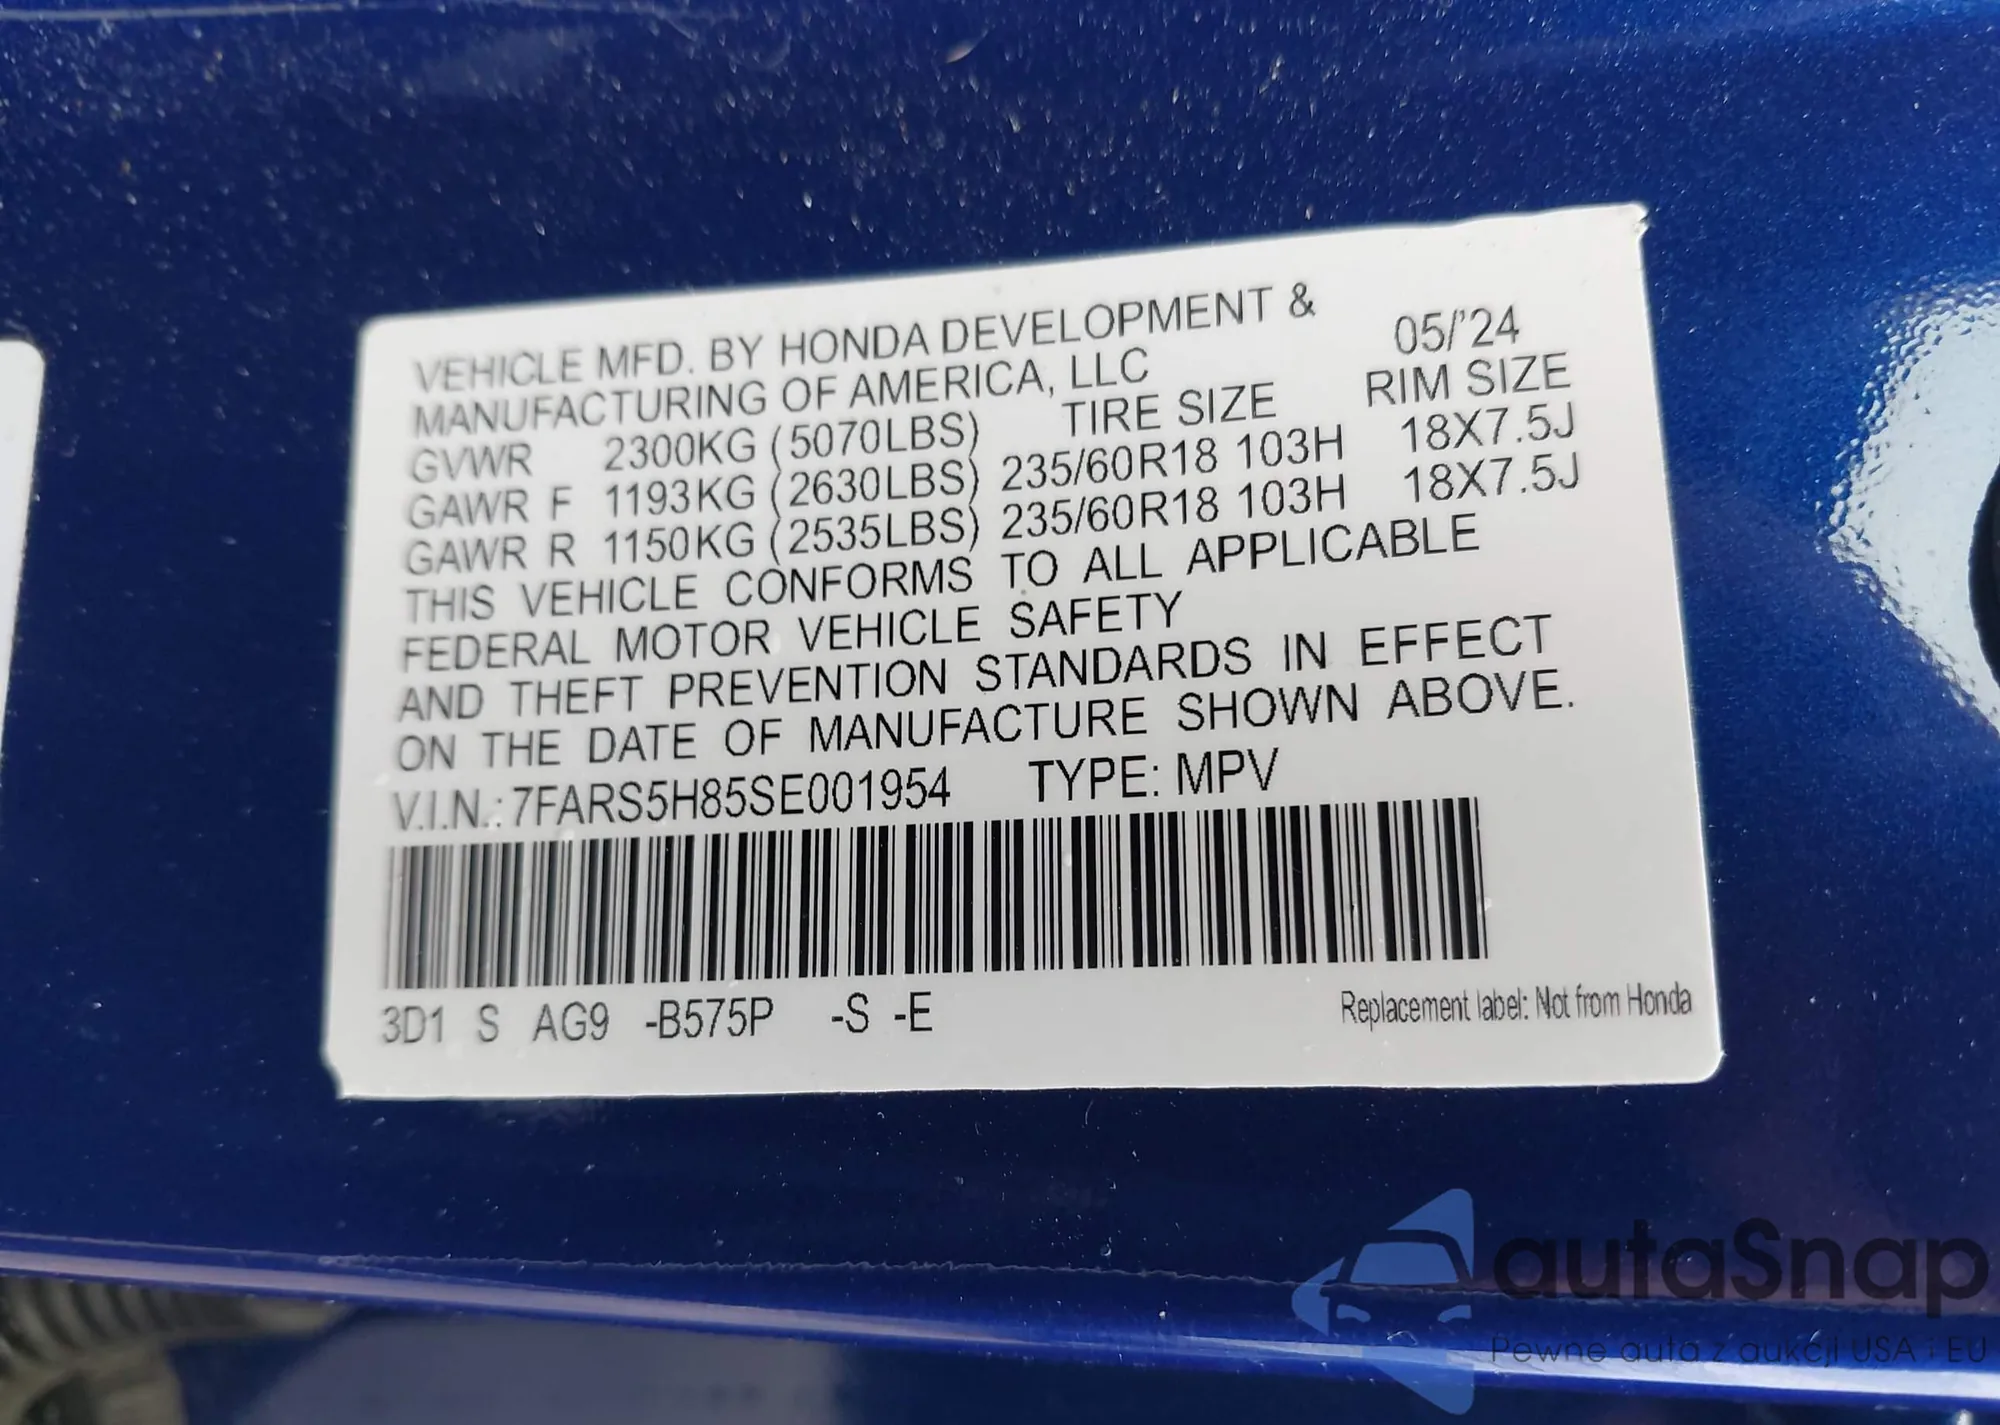 VEHICLE MFD. BY HONDA DEVELOPMENT &
MANUFACTURING OF AMERICA, LLC 05/'24
GVWR 2300KG (5070LBS) TIRE SIZE RIM SIZE
GAWR F 1193KG (2630LBS) 235/60R18 103H 18X7.5J
GAWR R 1150KG (2535LBS) 235/60R18 103H 18X7.5J
THIS VEHICLE CONFORMS TO ALL APPLICABLE
FEDERAL MOTOR VEHICLE SAFETY
AND THEFT PREVENTION STANDARDS IN EFFECT
ON THE DATE OF MANUFACTURE SHOWN ABOVE.
V.I.N.: 7FARS5H85SE001954 TYPE: MPV
3D1 S AG9 -B575P -S -E
Replacement label: Not from Honda
autaSnap
Pewne auta z aukcji USA i EU